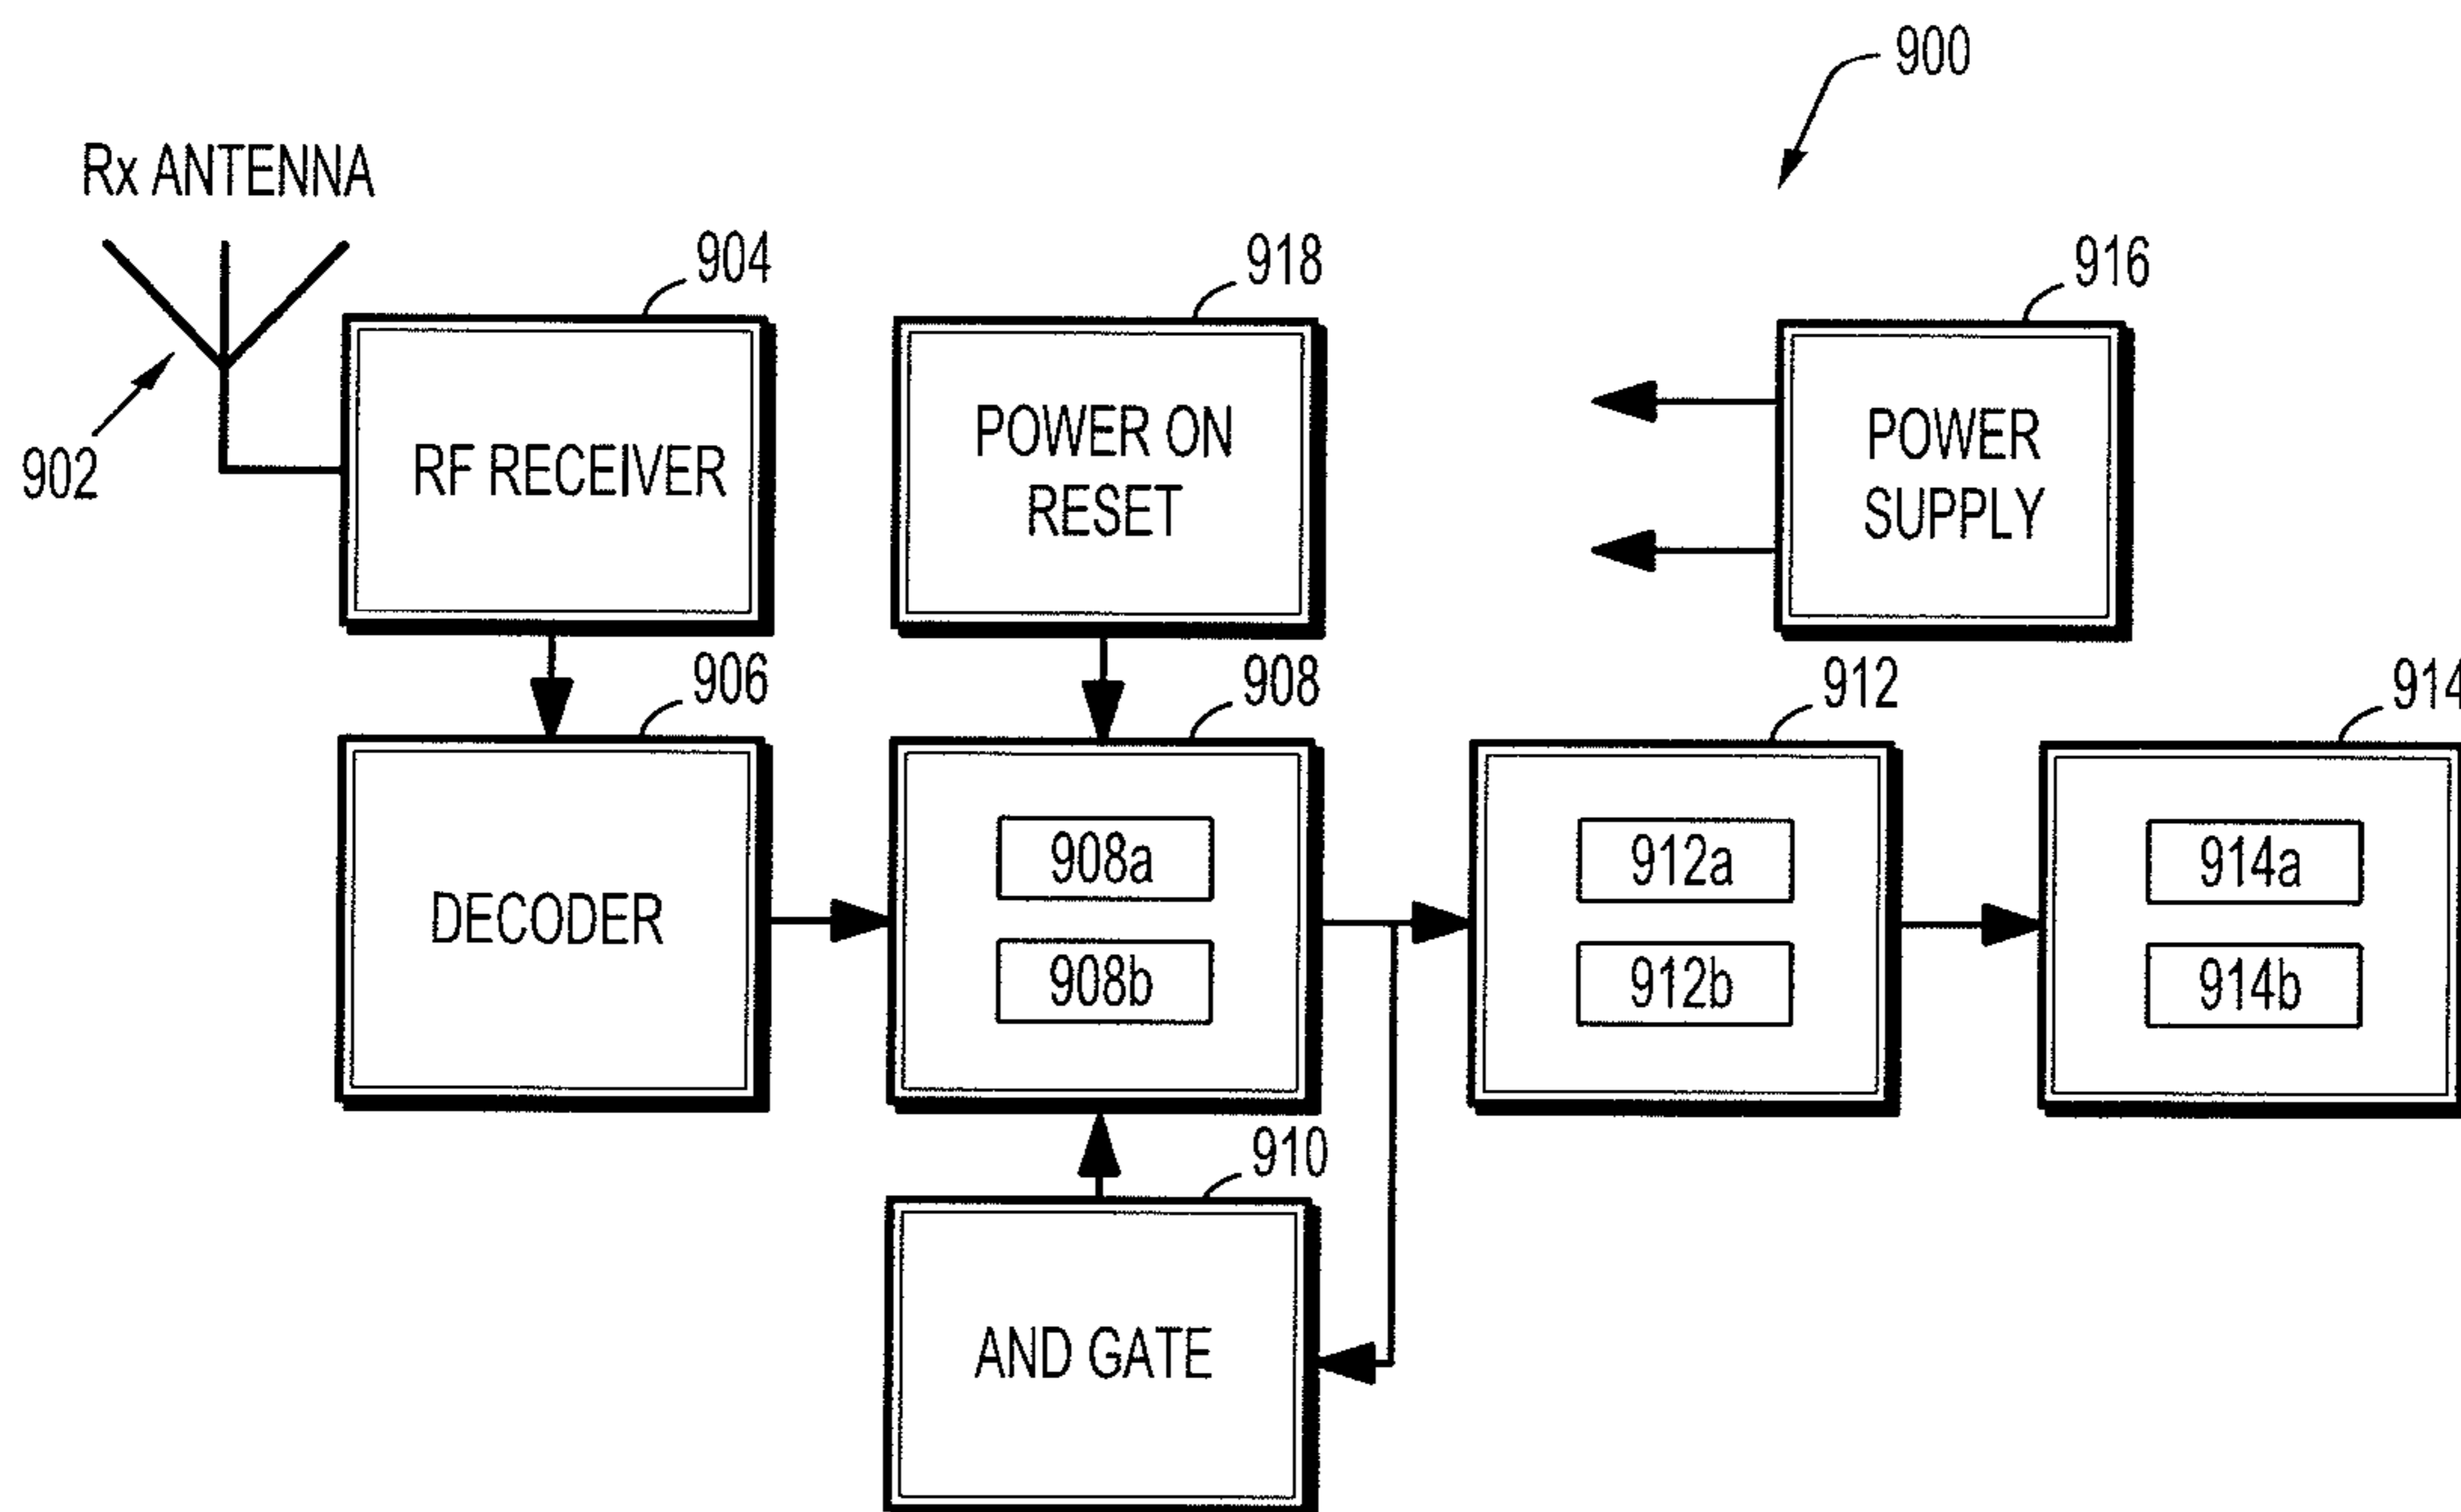 900
Rx ANTENNA
904
918
916
902
RF RECEIVER
POWER ON
RESET
POWER
SUPPLY
906
908
912
914
DECODER
908a
908b
912a
912b
914a
914b
910
AND GATE